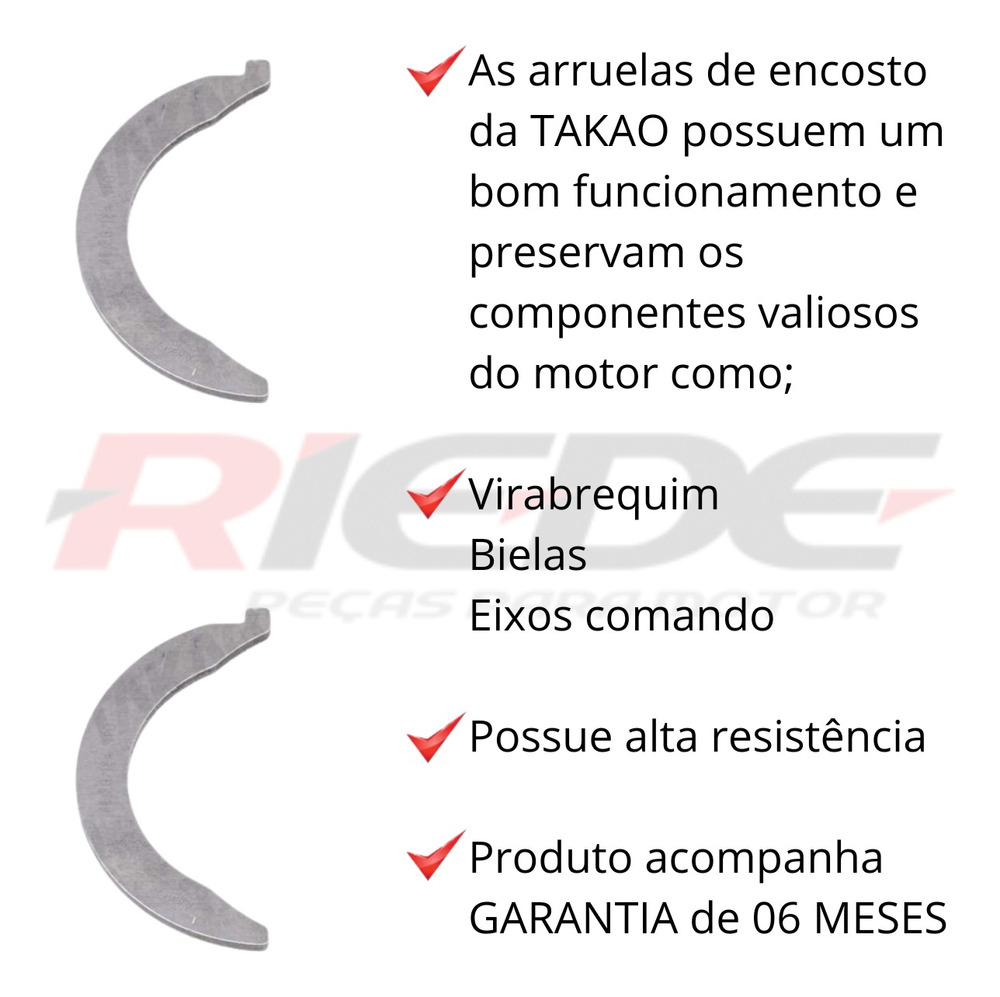 As arruelas de encosto
da TAKAO possuem um
bom funcionamento e
preservam os
componentes valiosos
do motor como;
RIEDE
Virabrequim
Bielas
PEÇAS PARA MOTOR
Eixos comando
Possue alta resistência
Produto acompanha
GARANTIA de 06 MESES